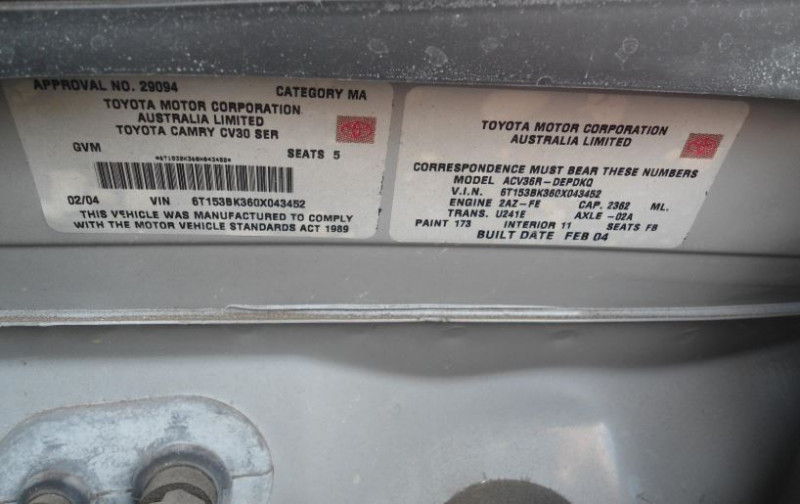 APPROVAL NO. 29094 CATEGORY MA
TOYOTA MOTOR CORPORATION
AUSTRALIA LIMITED
TOYOTA CAMRY CV30 SER
GVM SEATS 5
*6T153BK360X043452*
02/04 VIN 6T153BK360X043452
THIS VEHICLE WAS MANUFACTURED TO COMPLY
WITH THE MOTOR VEHICLE STANDARDS ACT 1989
TOYOTA MOTOR CORPORATION
AUSTRALIA LIMITED
CORRESPONDENCE MUST BEAR THESE NUMBERS
MODEL ACV36R-DEPDKQ
V.I.N. 6T153BK360X043452
ENGINE 2AZ-FE CAP. 2362 ML.
TRANS. U241E AXLE -02A
PAINT 173 INTERIOR 11 SEATS FB
BUILT DATE FEB 04